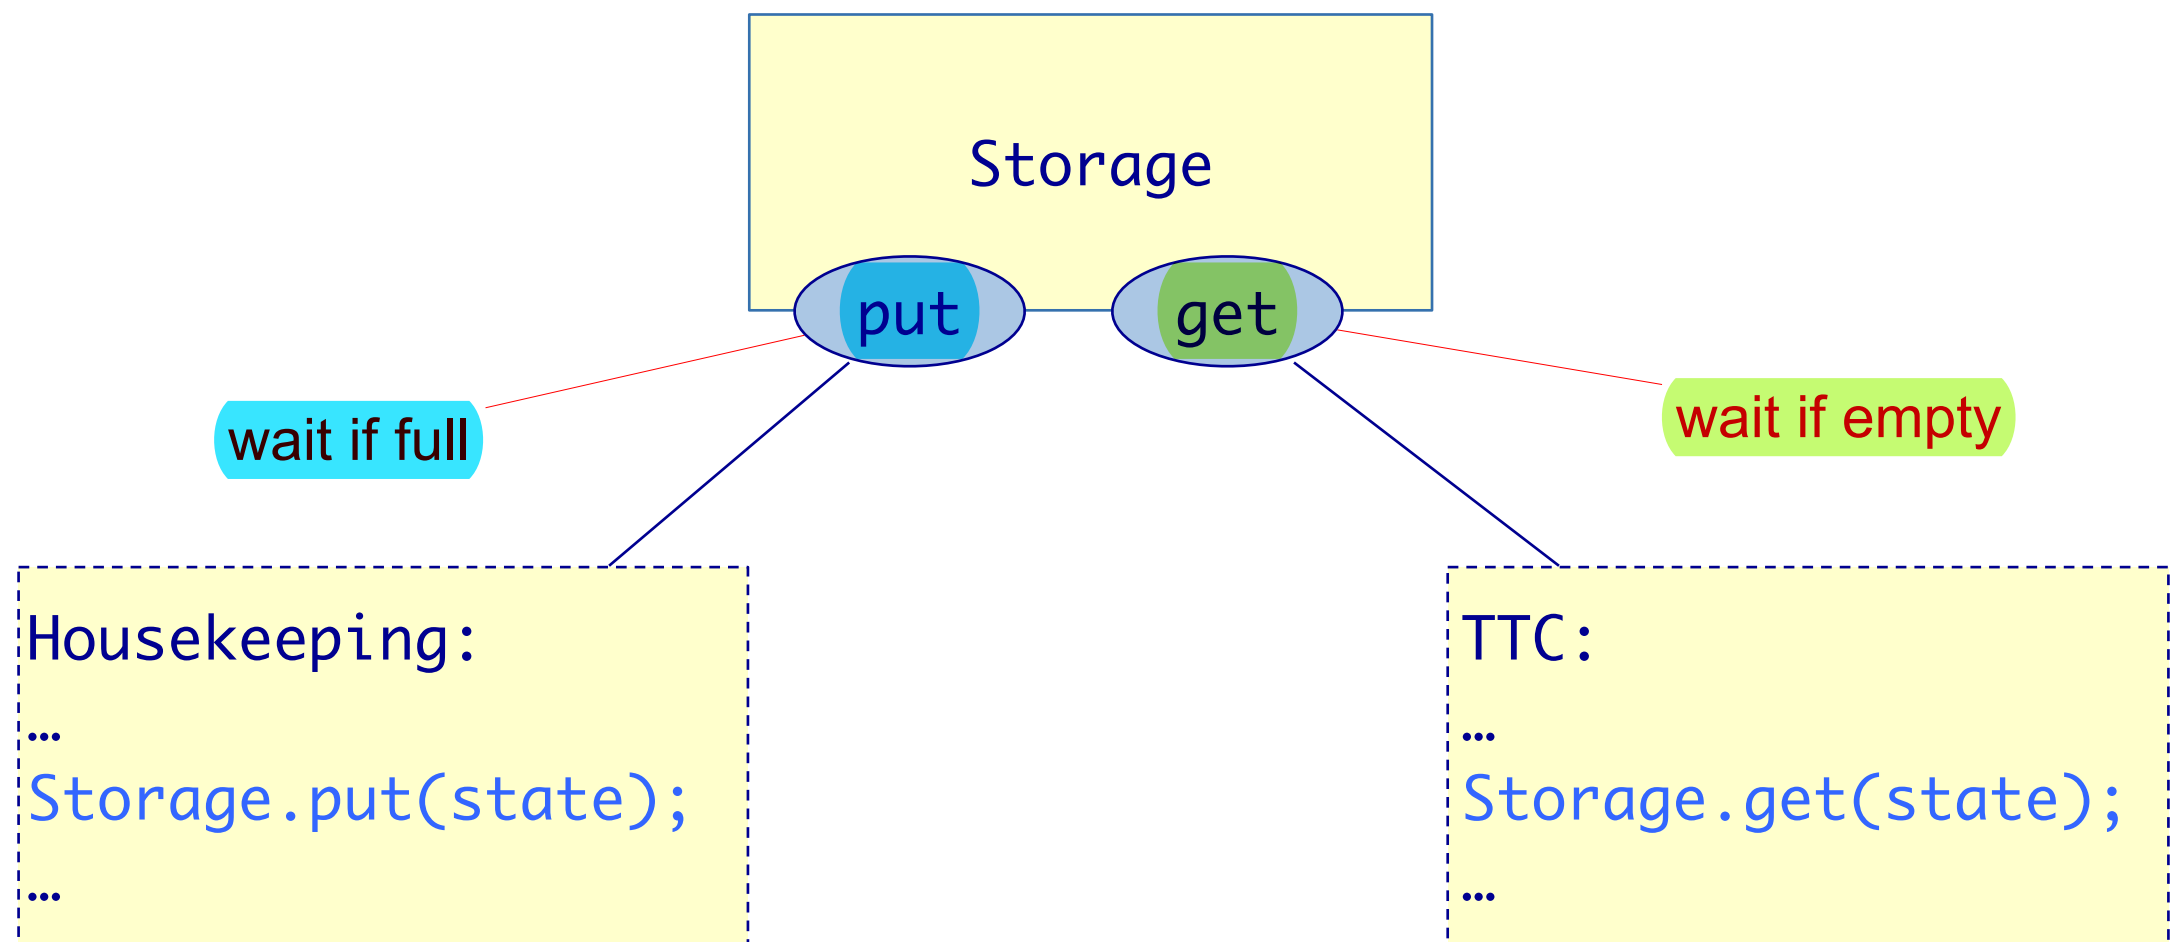 Storage
put
get
wait if full
wait if empty
Housekeeping:
…
Storage.put(state);
…
TTC:
…
Storage.get(state);
…